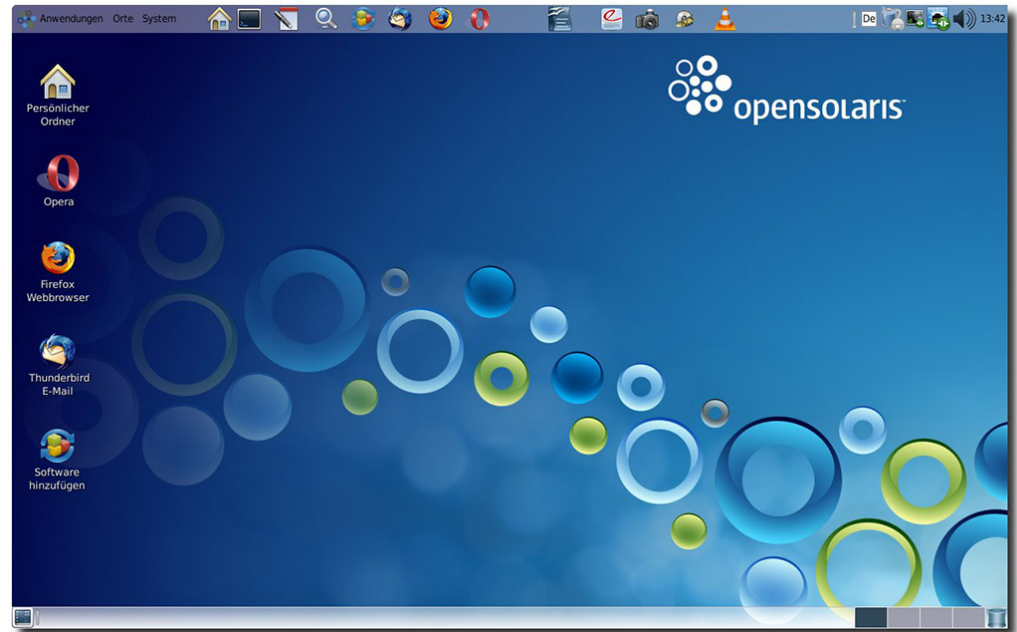 Anwendungen Orte System
De
13:42
opensolaris
Persönlicher
Ordner
Opera
Firefox
Webbrowser
Thunderbird
E-Mail
Software
hinzufügen